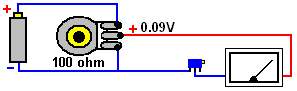 +
+ 0.09V
100 ohm
-